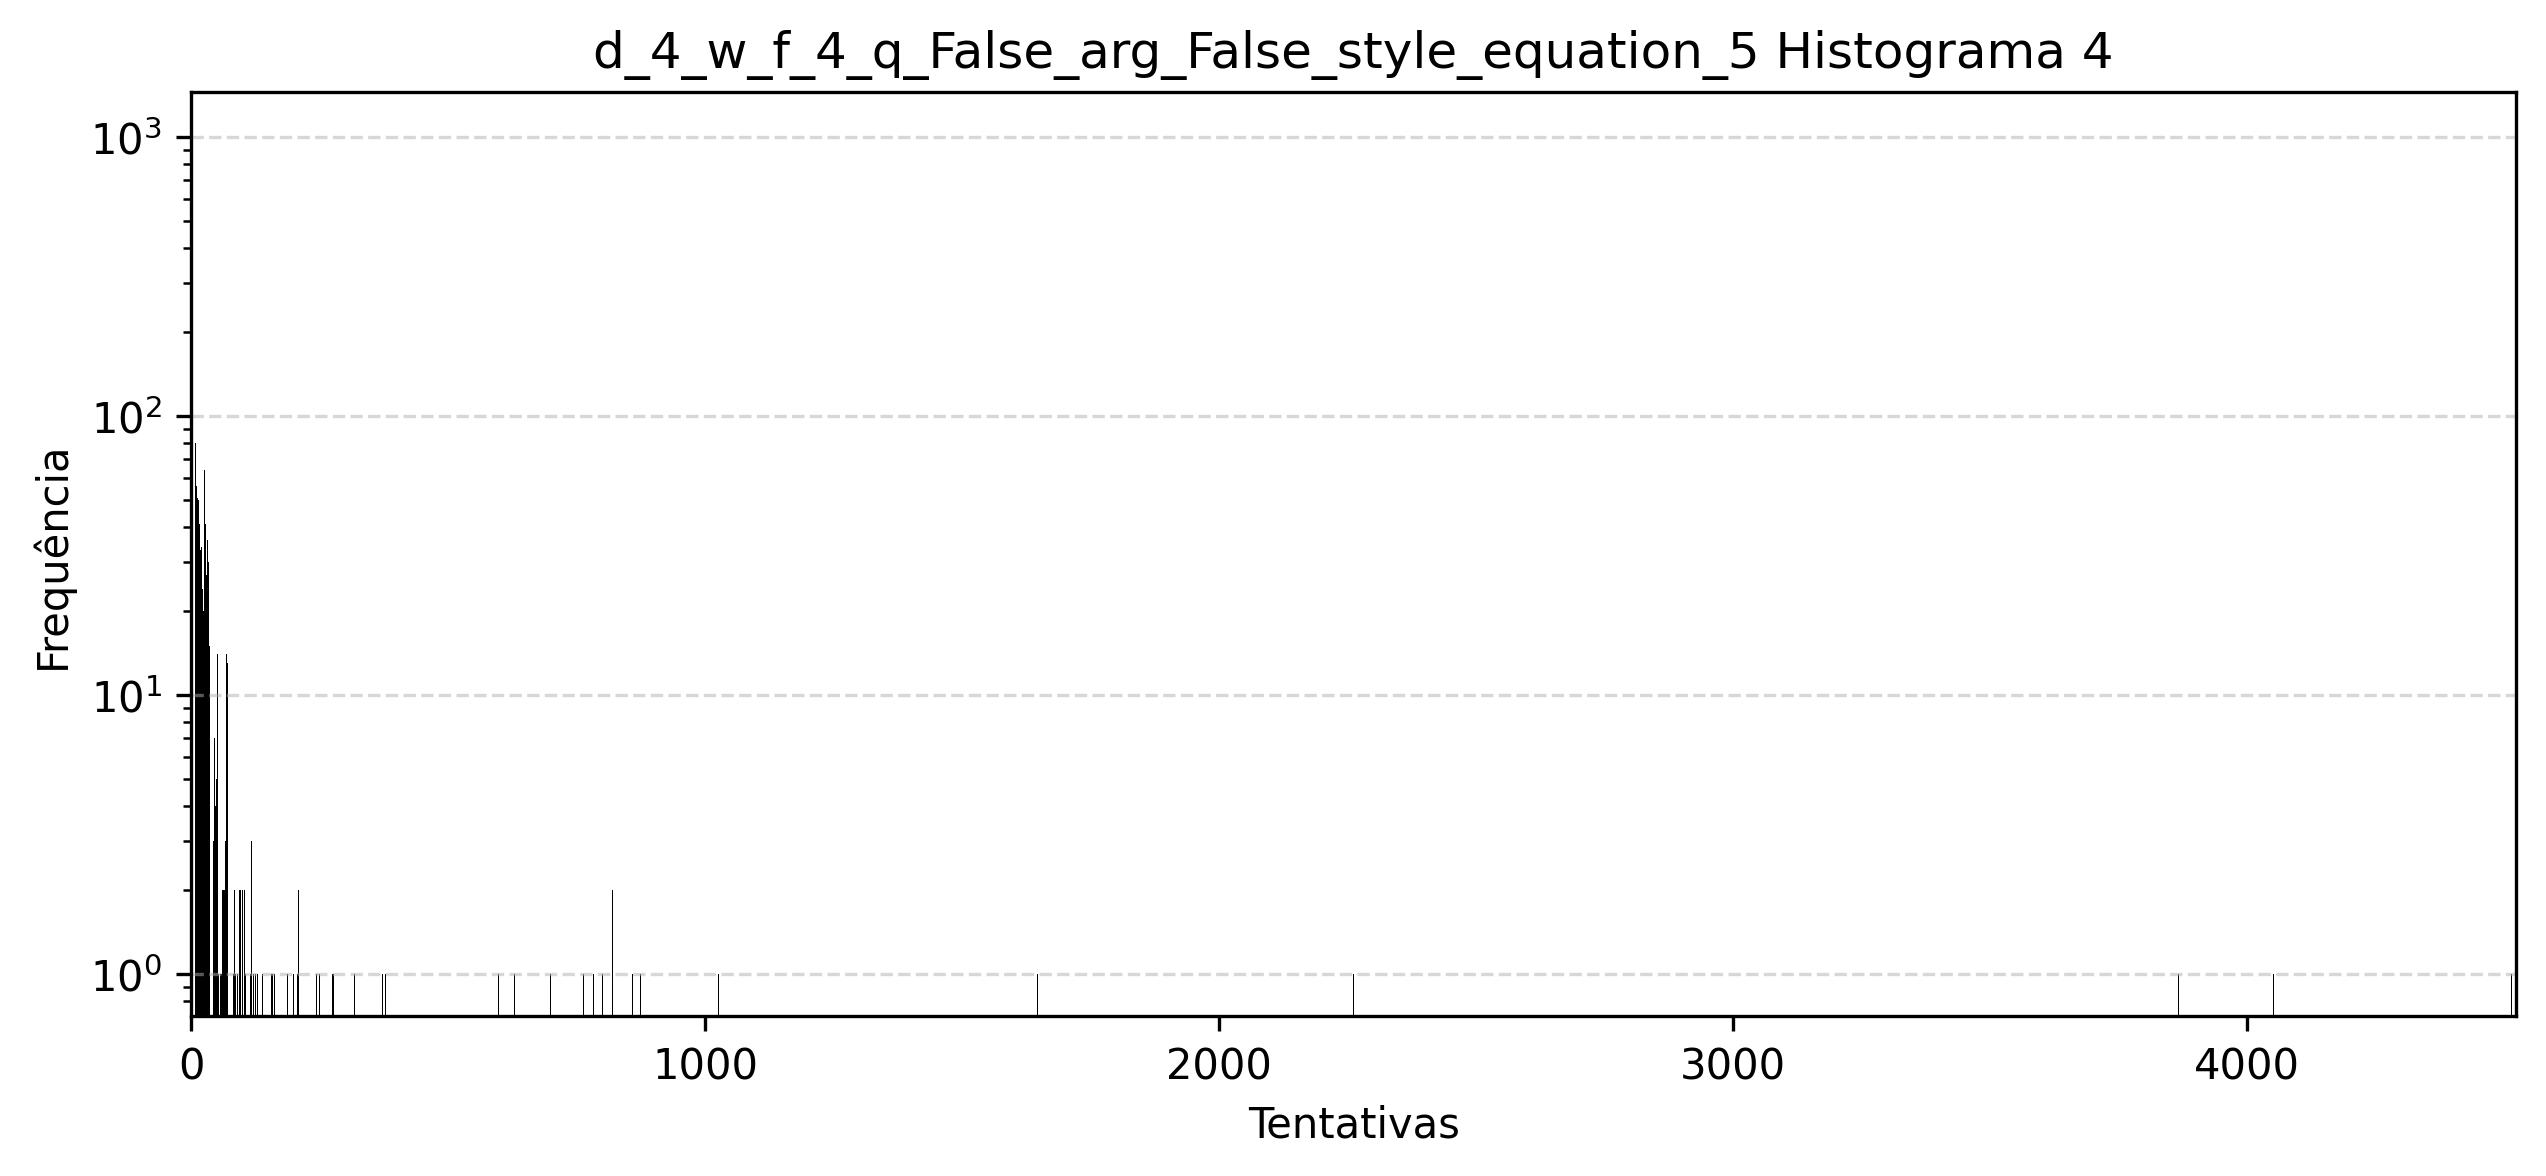 d_4_w_f_4_q_False_arg_False_style_equation_5 Histograma 4
10³
10²
10¹
10⁰
Frequência
0 1000 2000 3000 4000
Tentativas